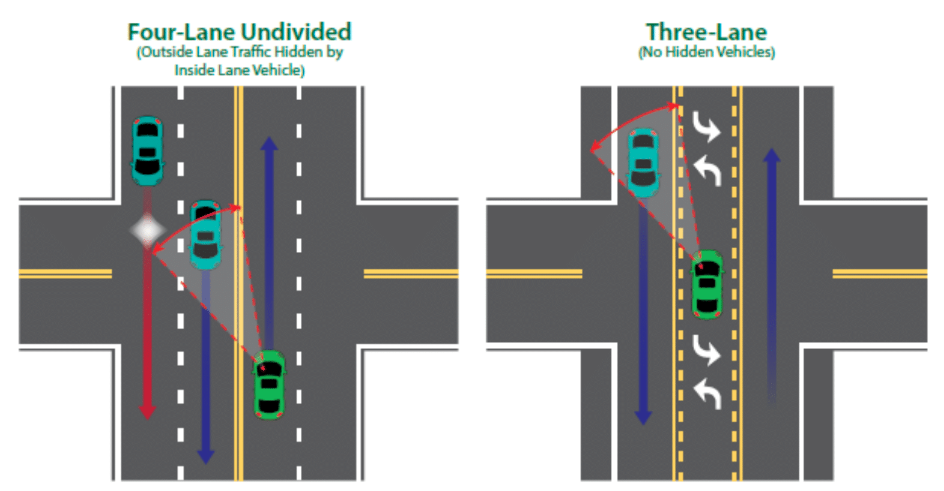 Four-Lane Undivided
(Outside Lane Traffic Hidden by
Inside Lane Vehicle)
Three-Lane
(No Hidden Vehicles)